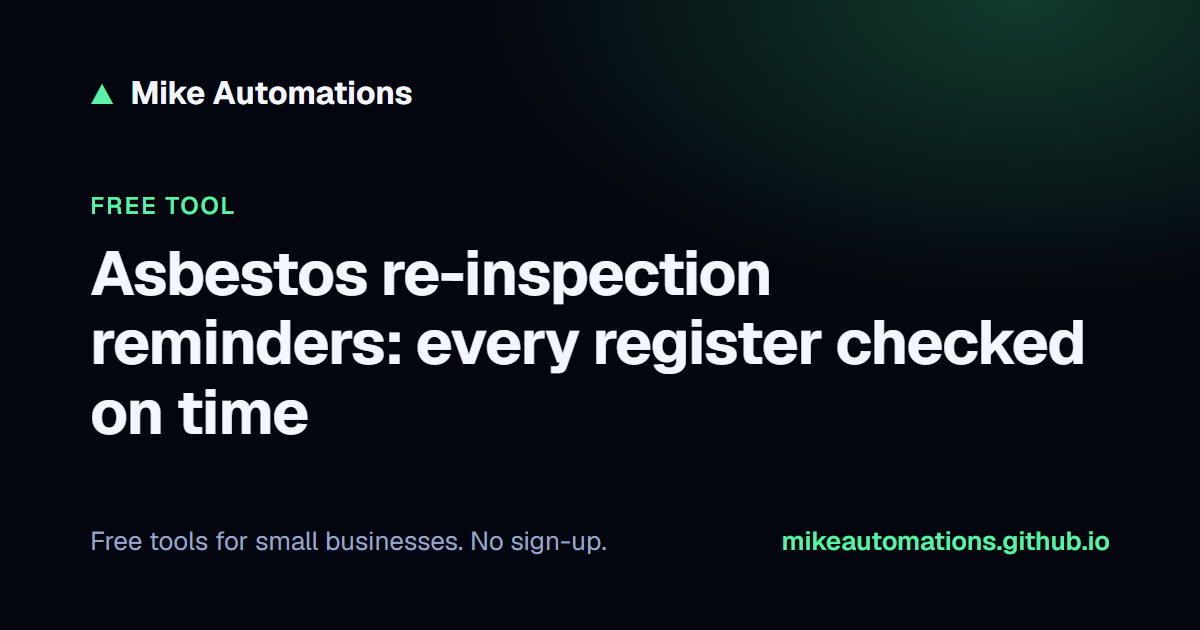 Mike Automations
FREE TOOL
Asbestos re-inspection
reminders: every register checked
on time
Free tools for small businesses. No sign-up.
mikeautomations.github.io